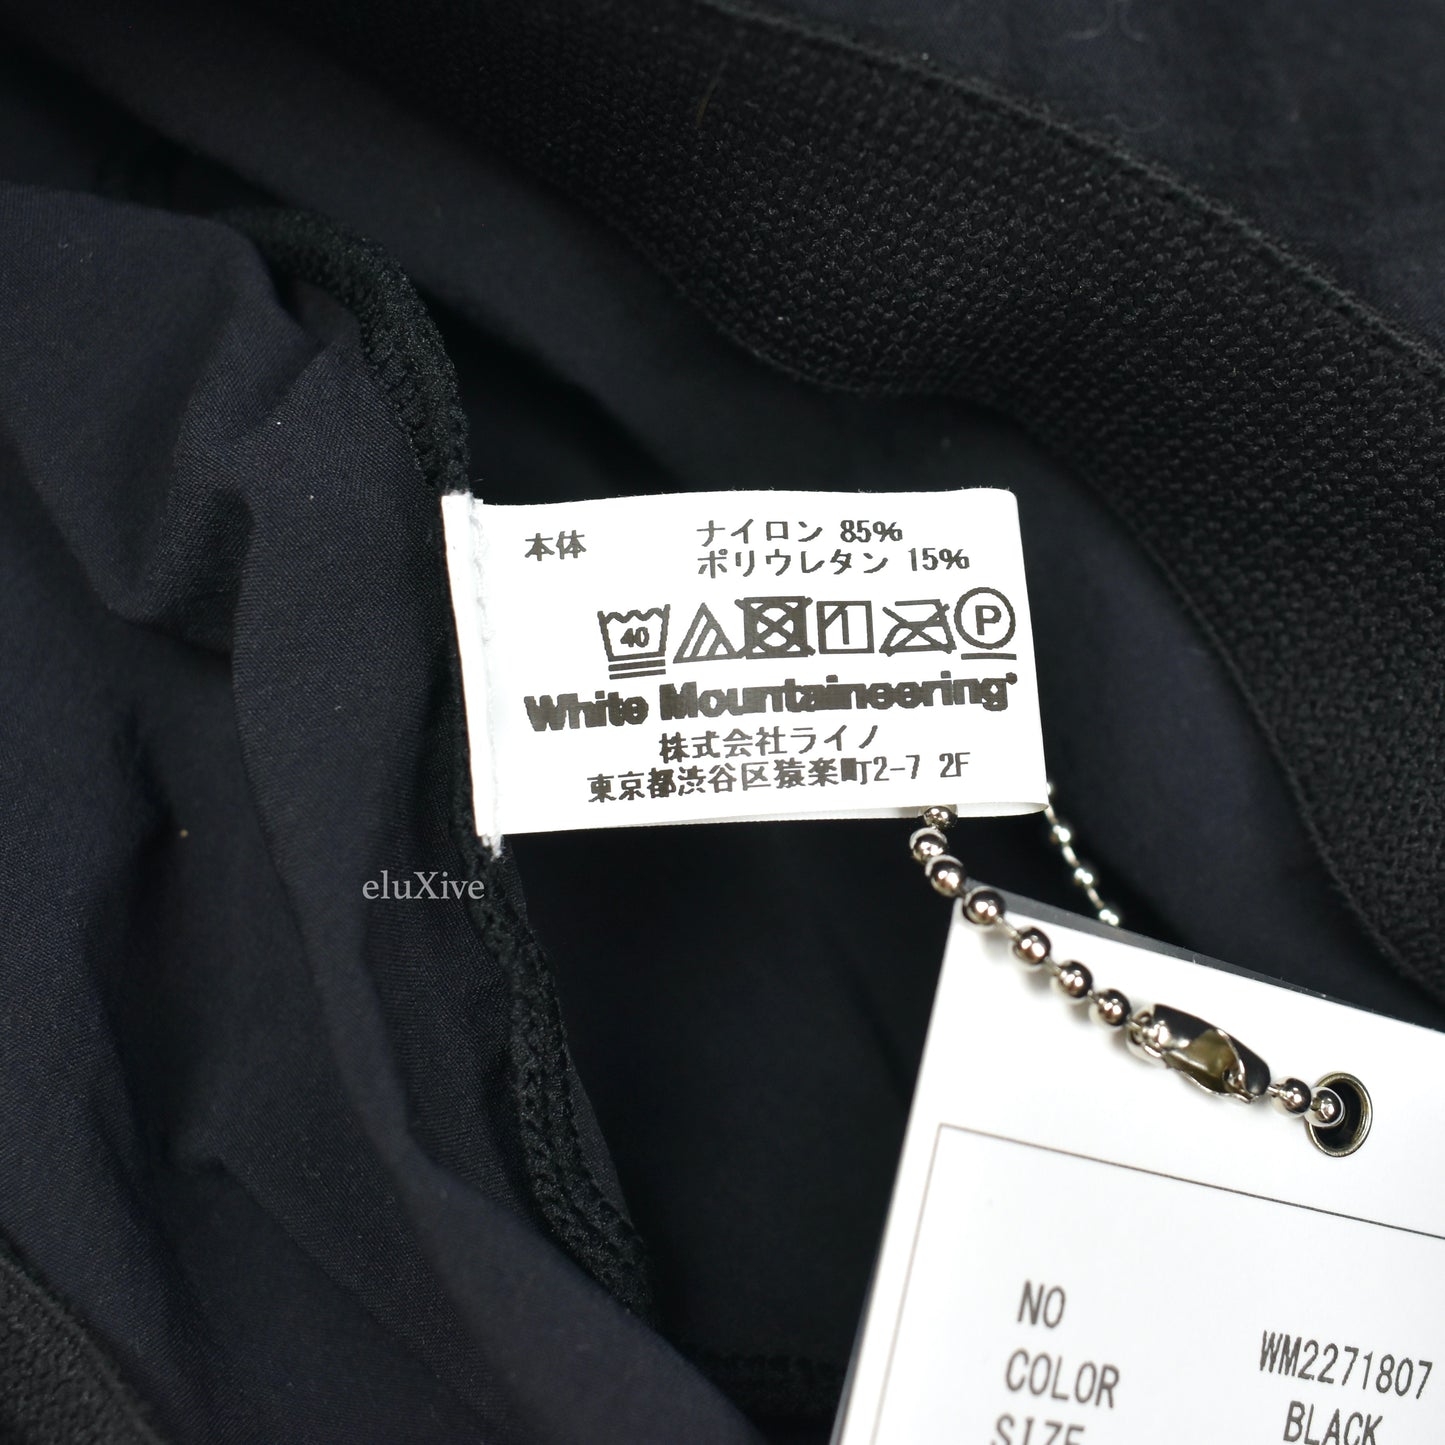 本体 ナイロン 85%
ポリウレタン 15%
40 P
White Mountaineering
株式会社ライノ
東京都渋谷区猿楽町2-7 2F
eluXive
NO WM2271807
COLOR BLACK
SIZE